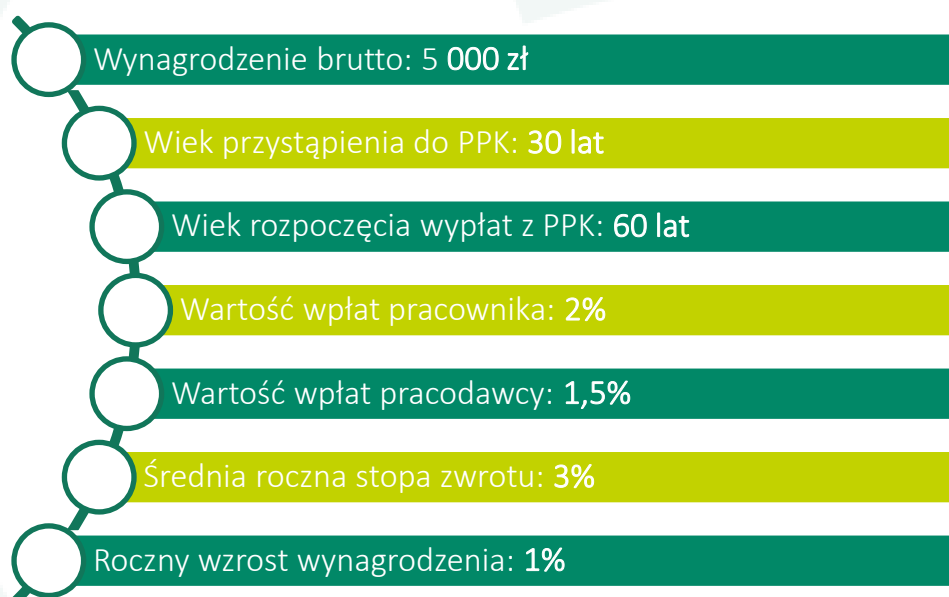 Wynagrodzenie brutto: 5 000 zł
Wiek przystąpienia do PPK: 30 lat
Wiek rozpoczęcia wypłat z PPK: 60 lat
Wartość wpłat pracownika: 2%
Wartość wpłat pracodawcy: 1,5%
Średnia roczna stopa zwrotu: 3%
Roczny wzrost wynagrodzenia: 1%